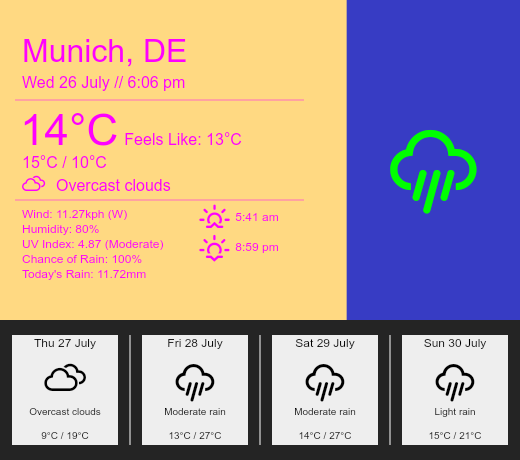 Munich, DE
Wed 26 July // 6:06 pm
14°C Feels Like: 13°C
15°C / 10°C
Overcast clouds
Wind: 11.27kph (W)
Humidity: 80%
UV Index: 4.87 (Moderate)
Chance of Rain: 100%
Today's Rain: 11.72mm
5:41 am
8:59 pm
Thu 27 July
Overcast clouds
9°C / 19°C
Fri 28 July
Moderate rain
13°C / 27°C
Sat 29 July
Moderate rain
14°C / 27°C
Sun 30 July
Light rain
15°C / 21°C